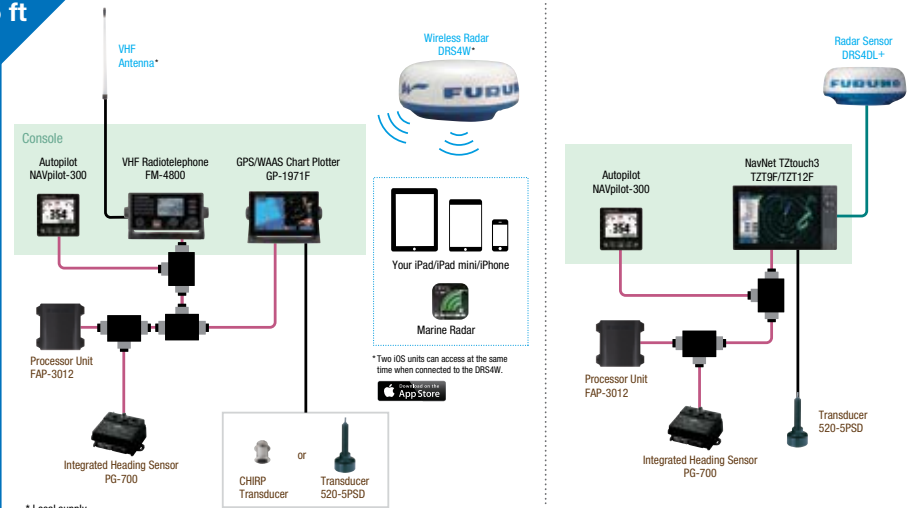 ft
VHF
Antenna*
Wireless Radar
DRS4W*
FURUNO
Console
Autopilot
NAVpilot-300
VHF Radiotelephone
FM-4800
GPS/WAAS Chart Plotter
GP-1971F
354
Your iPad/iPad mini/iPhone
Marine Radar
* Two iOS units can access at the same
time when connected to the DRS4W.
Download on the
App Store
Processor Unit
FAP-3012
Integrated Heading Sensor
PG-700
CHIRP
Transducer
or
Transducer
520-5PSD
* Local supply
Radar Sensor
DRS4DL+
FURUNO
Autopilot
NAVpilot-300
NavNet TZtouch3
TZT9F/TZT12F
354
Processor Unit
FAP-3012
Integrated Heading Sensor
PG-700
Transducer
520-5PSD